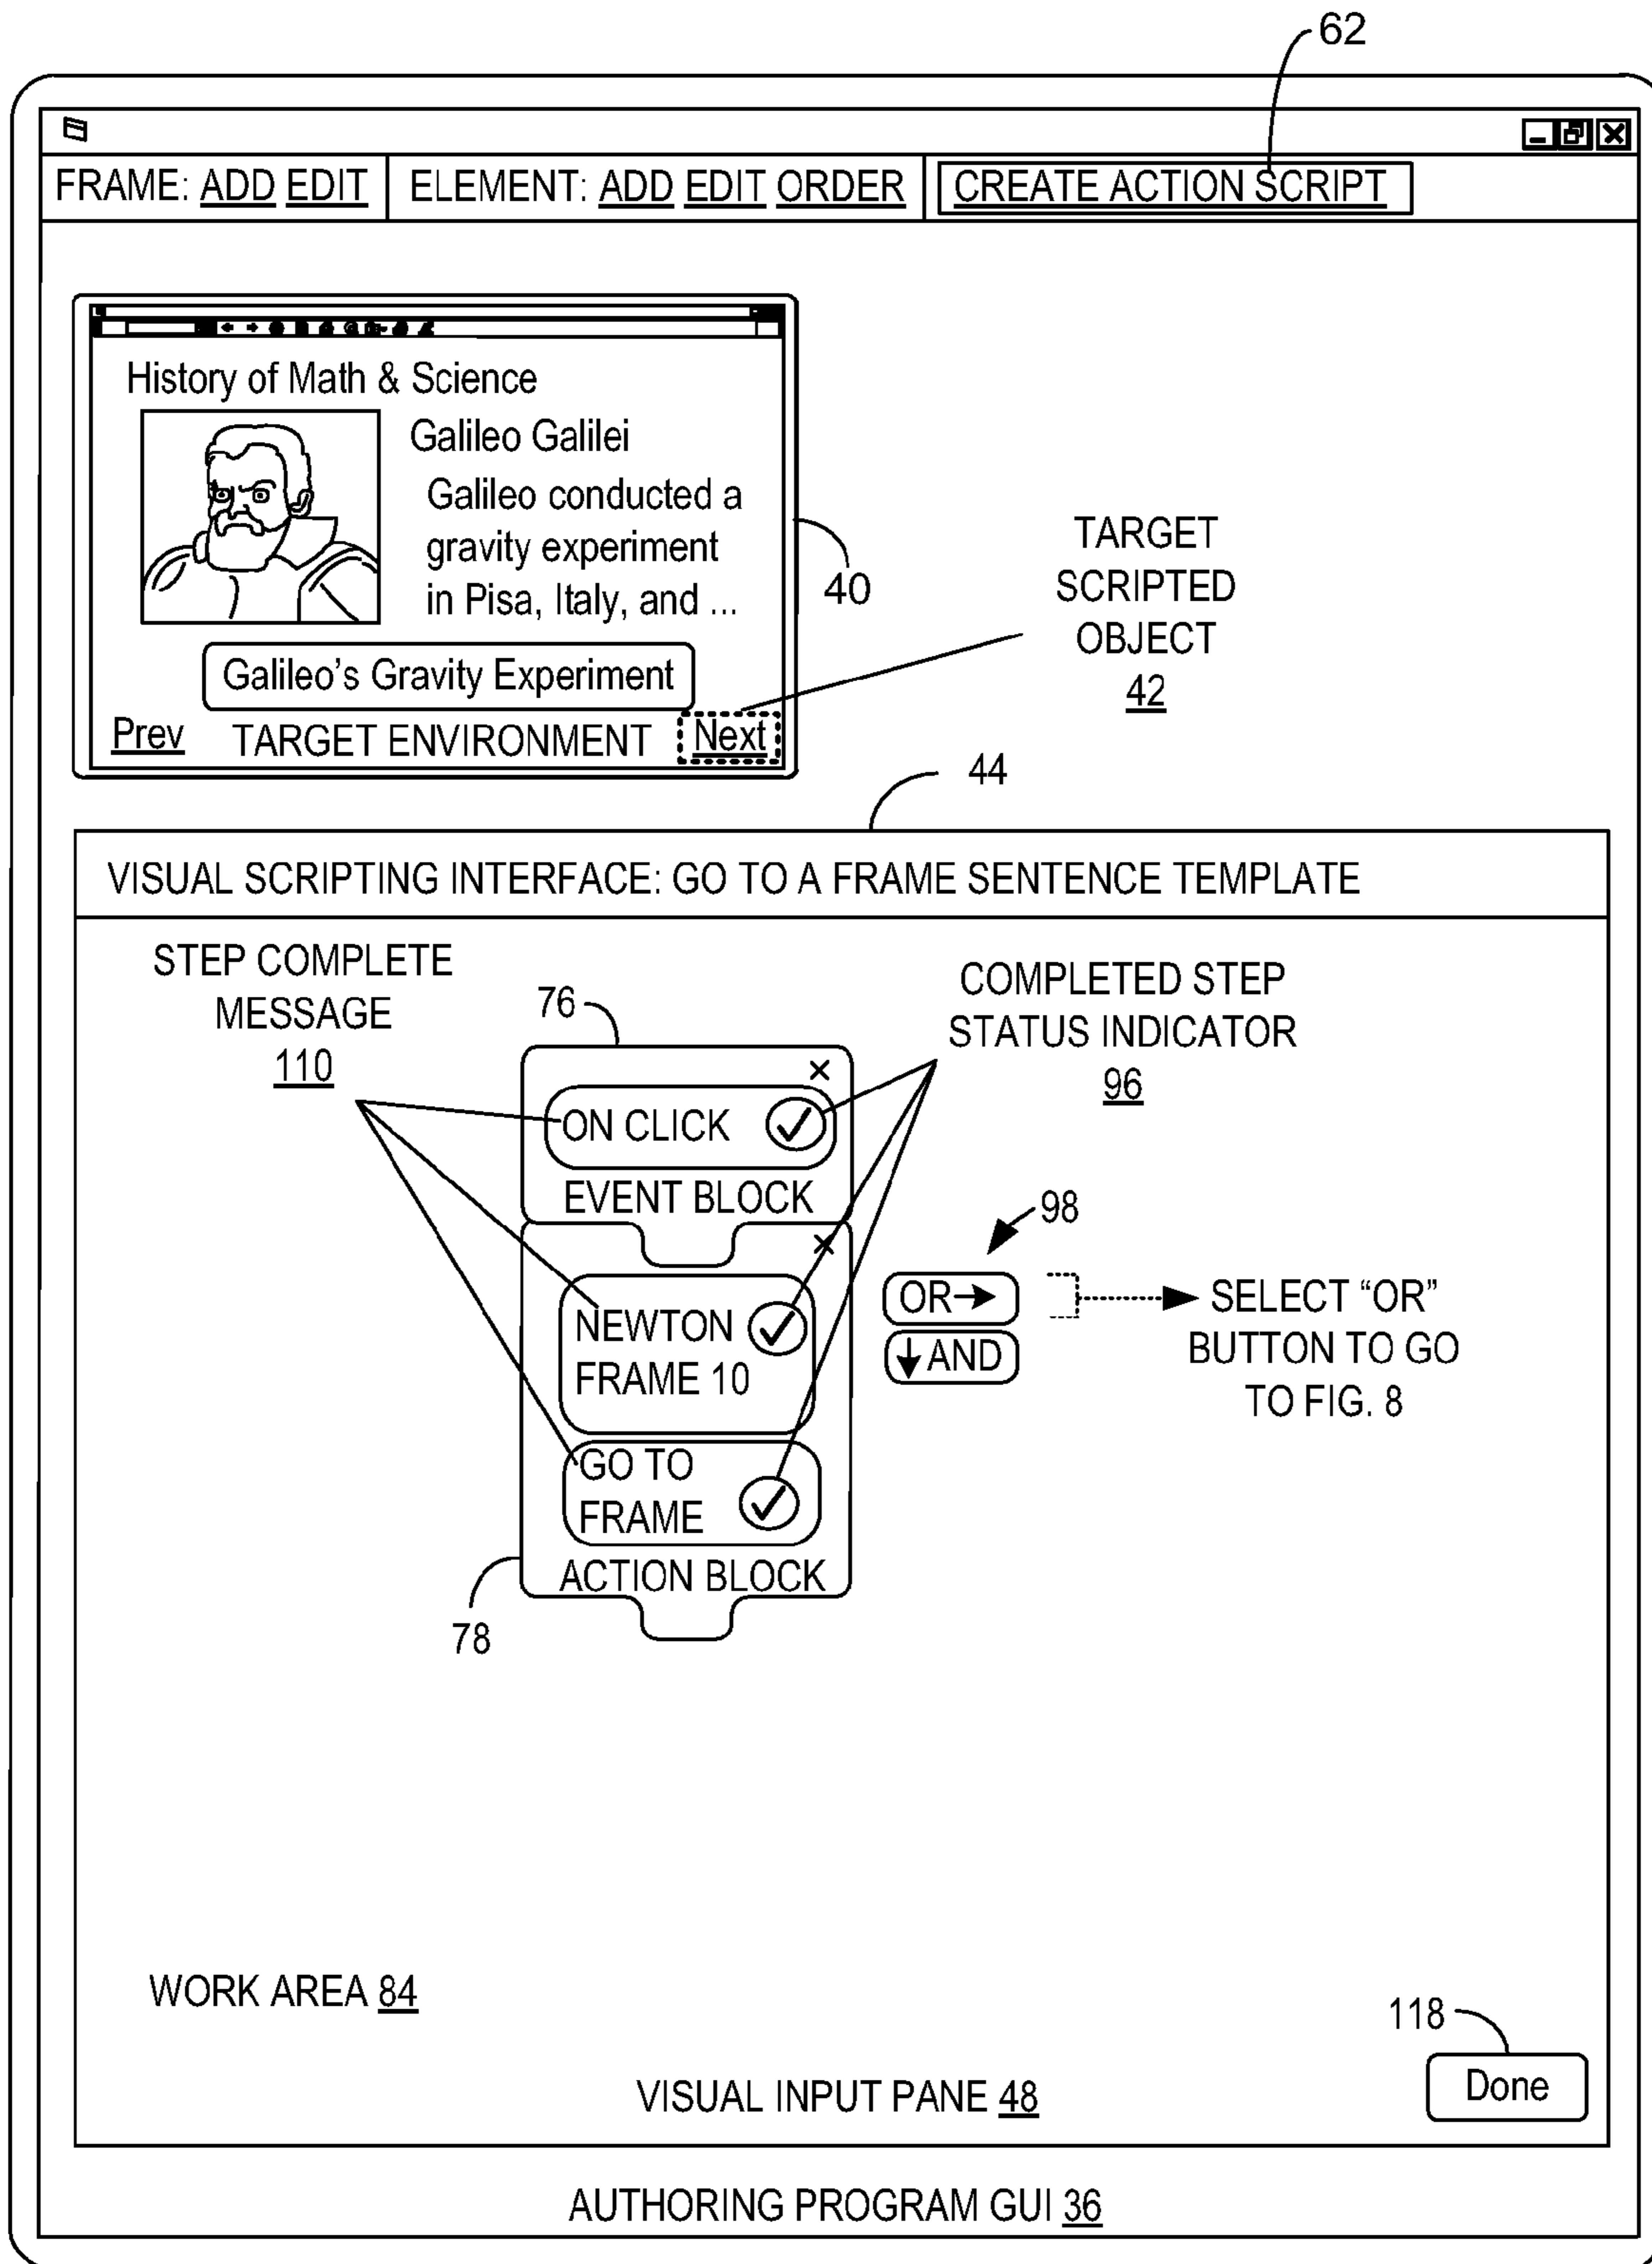 62
FRAME: ADD EDIT
ELEMENT: ADD EDIT ORDER
CREATE ACTION SCRIPT
History of Math & Science
Galileo Galilei
Galileo conducted a
gravity experiment
in Pisa, Italy, and ...
Galileo's Gravity Experiment
Prev
TARGET ENVIRONMENT
Next
40
TARGET
SCRIPTED
OBJECT
42
44
VISUAL SCRIPTING INTERFACE: GO TO A FRAME SENTENCE TEMPLATE
STEP COMPLETE
MESSAGE
110
76
COMPLETED STEP
STATUS INDICATOR
96
ON CLICK
EVENT BLOCK
98
NEWTON
FRAME 10
OR→
↓AND
SELECT “OR”
BUTTON TO GO
TO FIG. 8
GO TO
FRAME
ACTION BLOCK
78
WORK AREA 84
118
Done
VISUAL INPUT PANE 48
AUTHORING PROGRAM GUI 36